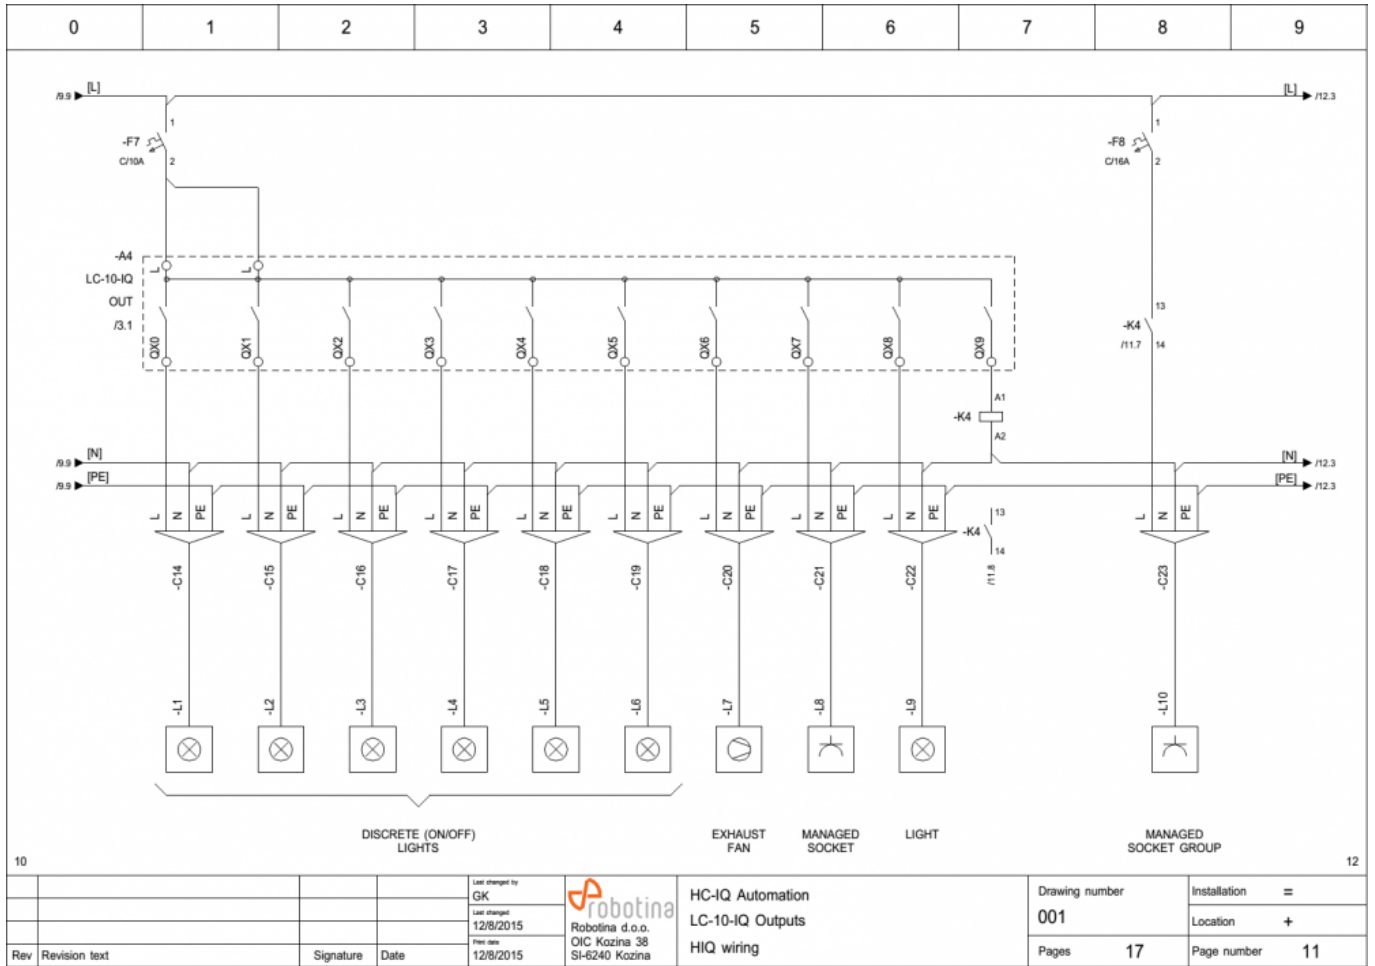 0 1 2 3 4 5 6 7 8 9
/9.9 [L] [L] /12.3
1 1
-F7 -F8
C/10A 2 C/16A 2
-A4 L L
LC-10-IQ
OUT 13
/3.1 -K4
/11.7 14
QX0 QX1 QX2 QX3 QX4 QX5 QX6 QX7 QX8 QX9
A1
-K4
A2
/9.9 [N] [N] /12.3
/9.9 [PE] [PE] /12.3
L N PE L N PE L N PE L N PE L N PE L N PE L N PE L N PE L N PE L N PE
13
-K4
14
/11.8
-C14 -C15 -C16 -C17 -C18 -C19 -C20 -C21 -C22 -C23
-L1 -L2 -L3 -L4 -L5 -L6 -L7 -L8 -L9 -L10
DISCRETE (ON/OFF)
LIGHTS
EXHAUST
FAN
MANAGED
SOCKET
LIGHT
MANAGED
SOCKET GROUP
10 12
Rev Revision text Signature Date
Last changed by
GK
Last changed
12/8/2015
Print date
12/8/2015
robotina
Robotina d.o.o.
OIC Kozina 38
SI-6240 Kozina
HC-IQ Automation
LC-10-IQ Outputs
HIQ wiring
Drawing number
001
Pages 17
Installation =
Location +
Page number 11